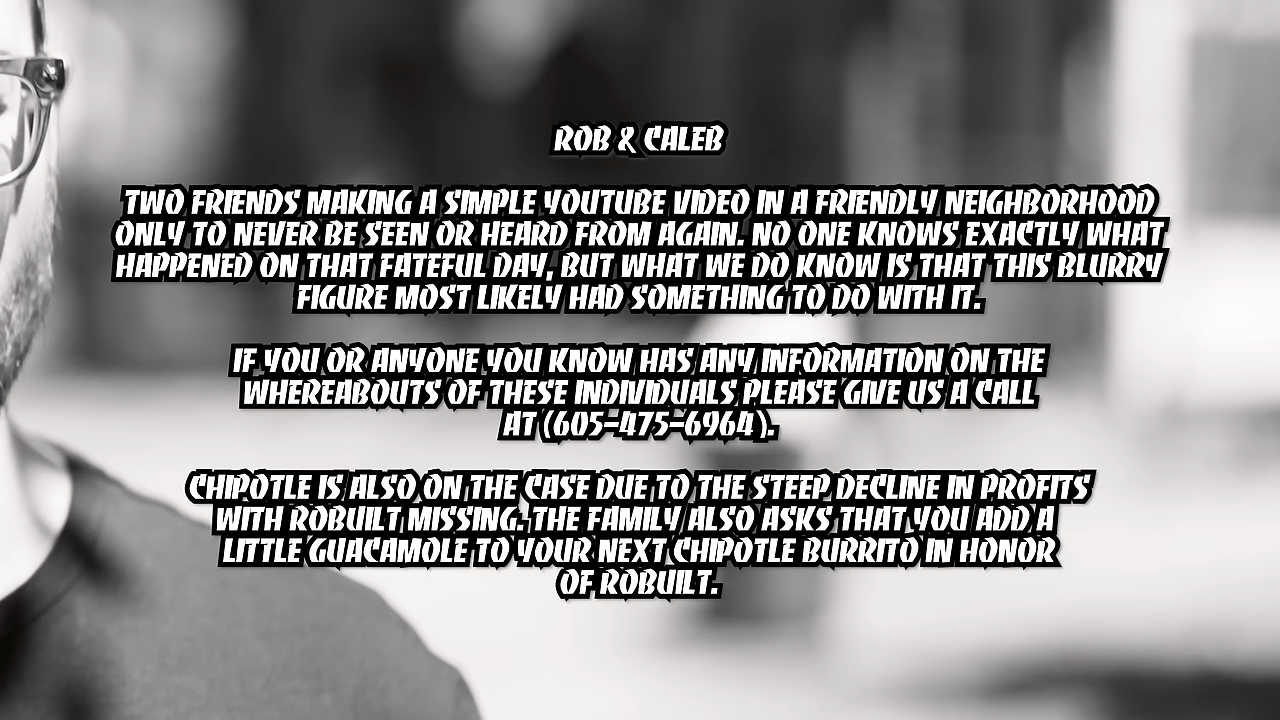 ROB & CALEB
TWO FRIENDS MAKING A SIMPLE YOUTUBE VIDEO IN A FRIENDLY NEIGHBORHOOD
ONLY TO NEVER BE SEEN OR HEARD FROM AGAIN. NO ONE KNOWS EXACTLY WHAT
HAPPENED ON THAT FATEFUL DAY, BUT WHAT WE DO KNOW IS THAT THIS BLURRY
FIGURE MOST LIKELY HAD SOMETHING TO DO WITH IT.
IF YOU OR ANYONE YOU KNOW HAS ANY INFORMATION ON THE
WHEREABOUTS OF THESE INDIVIDUALS PLEASE GIVE US A CALL
AT (605-475-6964).
CHIPOTLE IS ALSO ON THE CASE DUE TO THE STEEP DECLINE IN PROFITS
WITH ROBUILT MISSING. THE FAMILY ALSO ASKS THAT YOU ADD A
LITTLE GUACAMOLE TO YOUR NEXT CHIPOTLE BURRITO IN HONOR
OF ROBUILT.